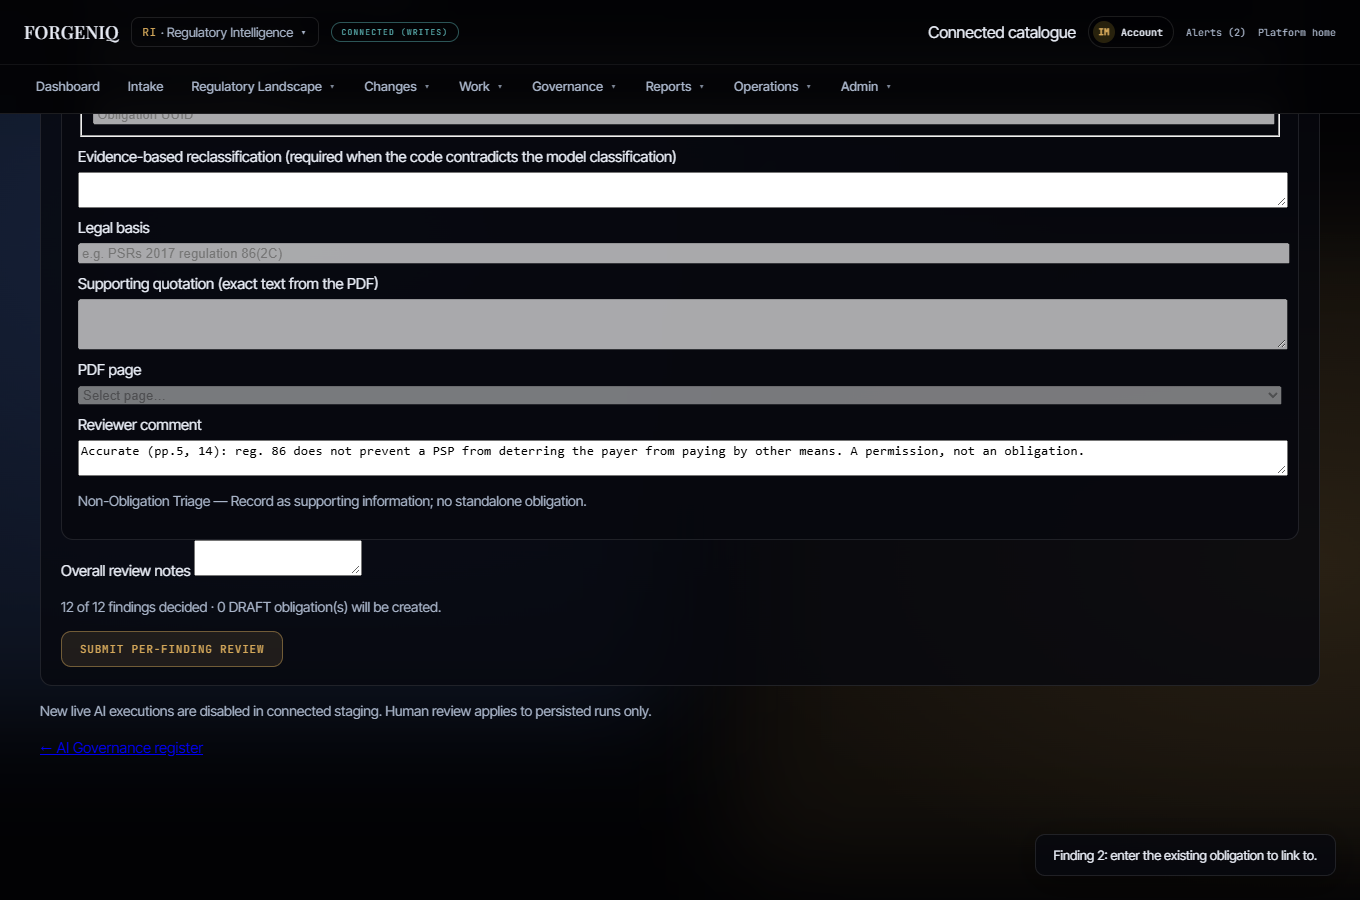 FORGENIQ
RI · Regulatory Intelligence ▾
CONNECTED (WRITES)
Connected catalogue
IM Account
Alerts (2)
Platform home
Dashboard
Intake
Regulatory Landscape ▾
Changes ▾
Work ▾
Governance ▾
Reports ▾
Operations ▾
Admin ▾
Obligation UUID
Evidence-based reclassification (required when the code contradicts the model classification)
Legal basis
e.g. PSRs 2017 regulation 86(2C)
Supporting quotation (exact text from the PDF)
PDF page
Select page...
Reviewer comment
Accurate (pp.5, 14): reg. 86 does not prevent a PSP from deterring the payer from paying by other means. A permission, not an obligation.
Non-Obligation Triage — Record as supporting information; no standalone obligation.
Overall review notes
12 of 12 findings decided · 0 DRAFT obligation(s) will be created.
SUBMIT PER-FINDING REVIEW
New live AI executions are disabled in connected staging. Human review applies to persisted runs only.
← AI Governance register
Finding 2: enter the existing obligation to link to.